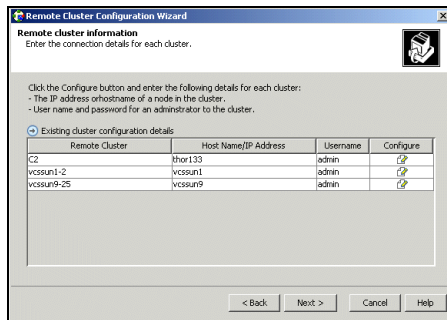 Remote Cluster Configuration Wizard
Remote cluster information
Enter the connection details for each cluster.
Click the Configure button and enter the following details for each cluster:
- The IP address orhostname of a node in the cluster.
- User name and password for an adminstrator to the cluster.
Existing cluster configuration details
Remote Cluster Host Name/IP Address Username Configure
C2 thor133 admin
vcssun1-2 vcssun1 admin
vcssun9-25 vcssun9 admin
< Back Next > Cancel Help